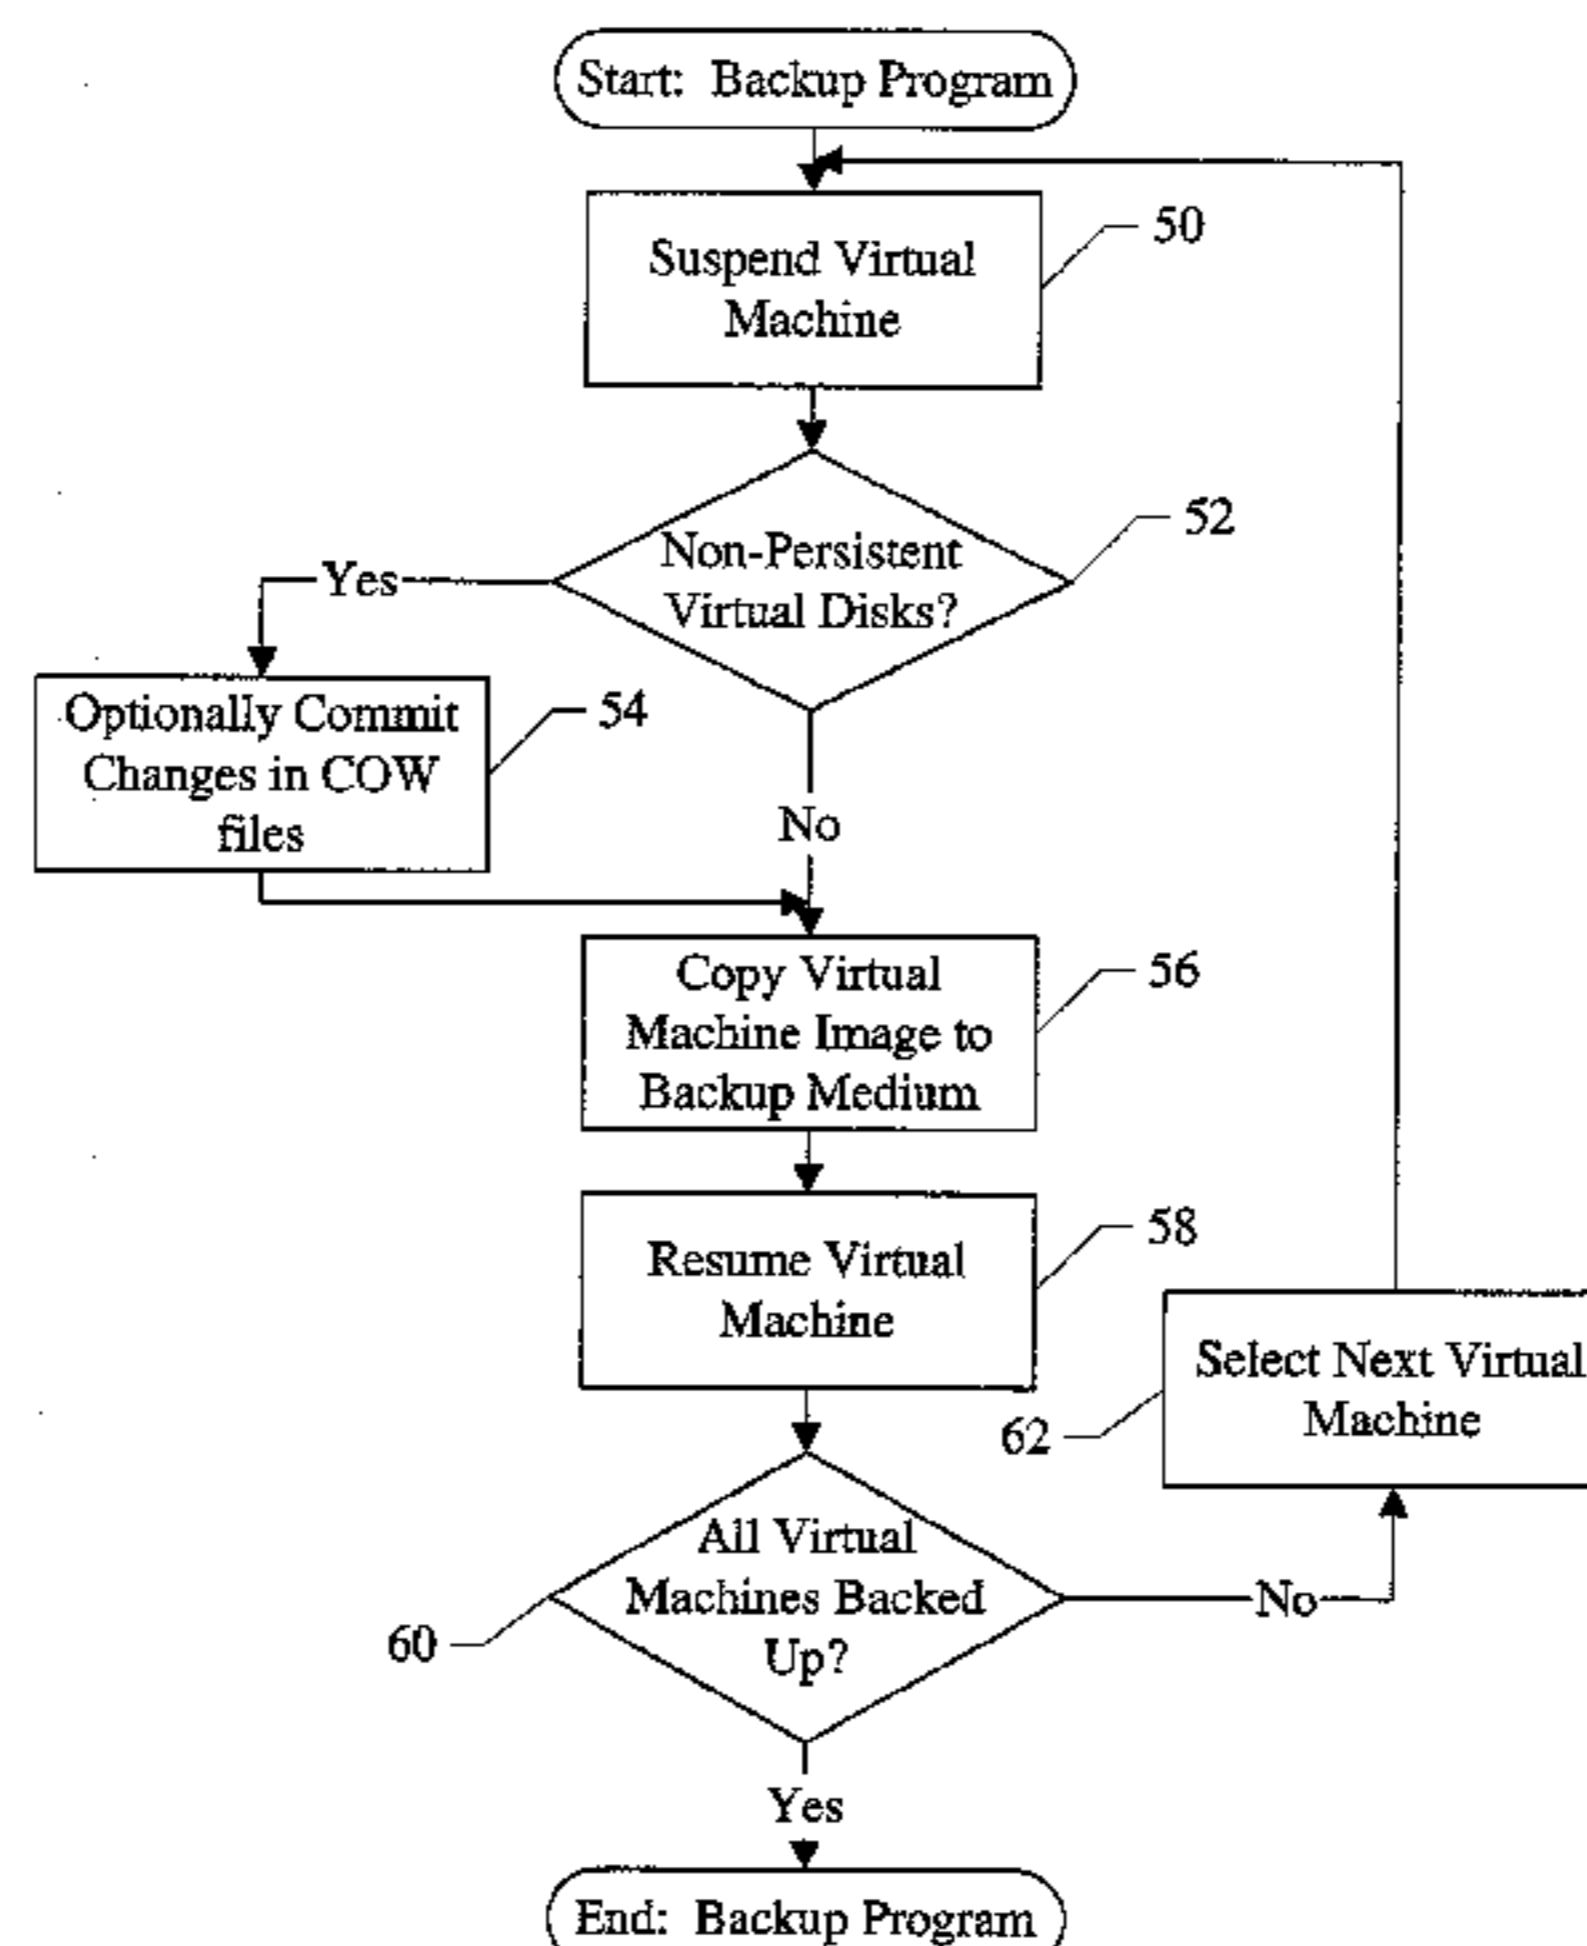 Start: Backup Program
Suspend Virtual
Machine
50
Non-Persistent
Virtual Disks?
52
Yes
Optionally Commit
Changes in COW
files
54
No
Copy Virtual
Machine Image to
Backup Medium
56
Resume Virtual
Machine
58
Select Next Virtual
Machine
62
All Virtual
Machines Backed
Up?
60
No
Yes
End: Backup Program